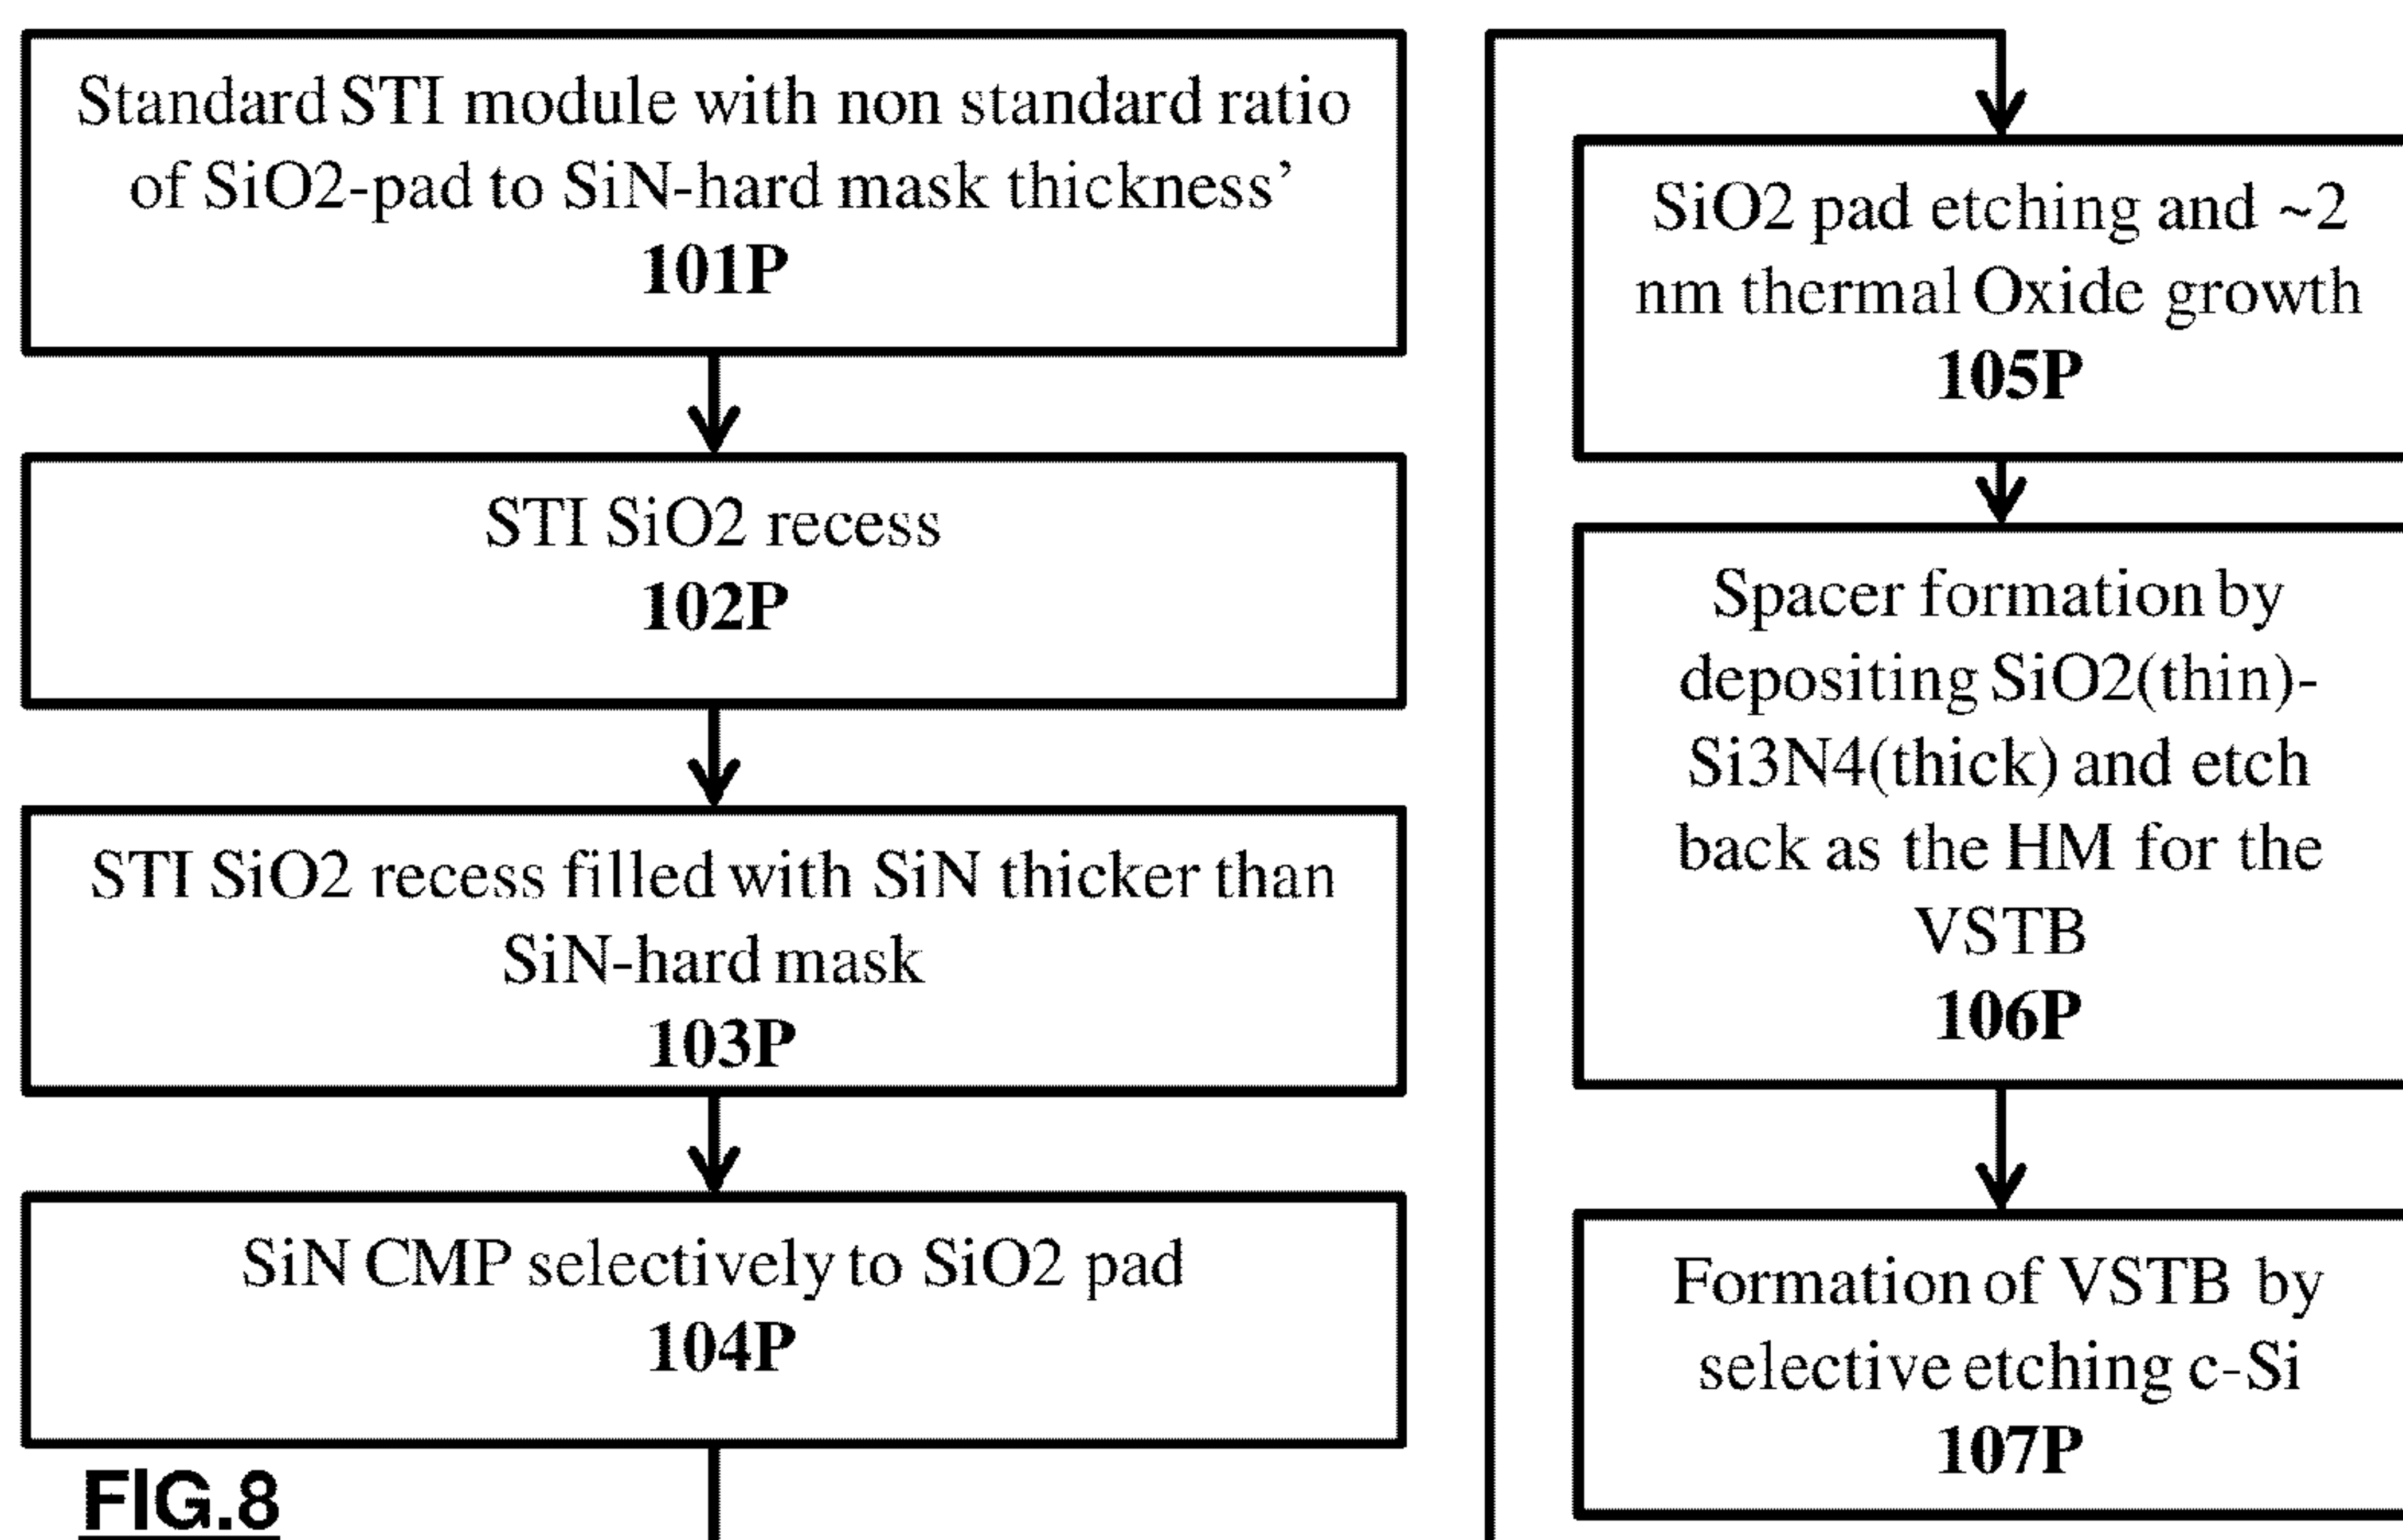 Standard STI module with non standard ratio
of SiO2-pad to SiN-hard mask thickness’
101P
STI SiO2 recess
102P
STI SiO2 recess filled with SiN thicker than
SiN-hard mask
103P
SiN CMP selectively to SiO2 pad
104P
SiO2 pad etching and ~2
nm thermal Oxide growth
105P
Spacer formation by
depositing SiO2(thin)-
Si3N4(thick) and etch
back as the HM for the
VSTB
106P
Formation of VSTB by
selective etching c-Si
107P
FIG.8